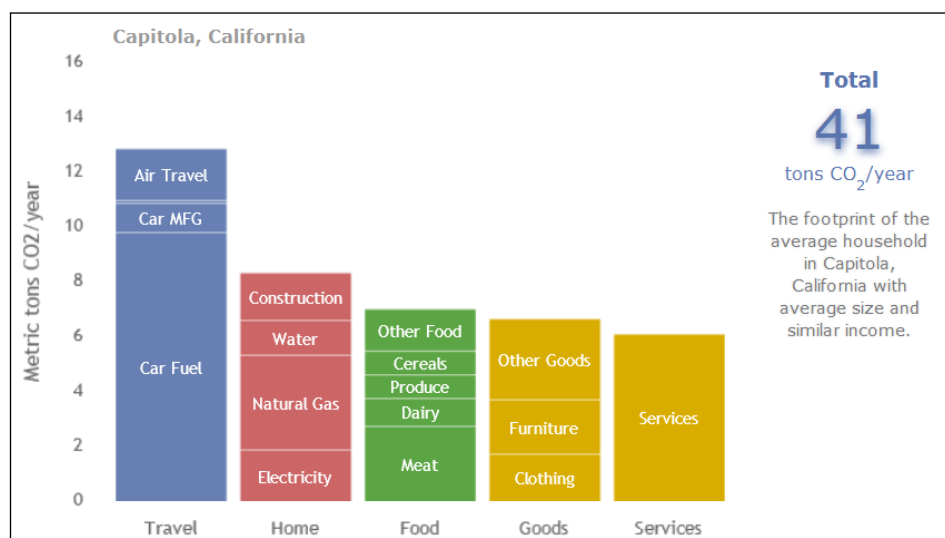 Capitola, California
Metric tons CO2/year
16
14
12
10
8
6
4
2
0
Air Travel
Car MFG
Car Fuel
Construction
Water
Natural Gas
Electricity
Other Food
Cereals
Produce
Dairy
Meat
Other Goods
Furniture
Clothing
Services
Travel
Home
Food
Goods
Services
Total
41
tons CO₂/year
The footprint of the
average household
in Capitola,
California with
average size and
similar income.